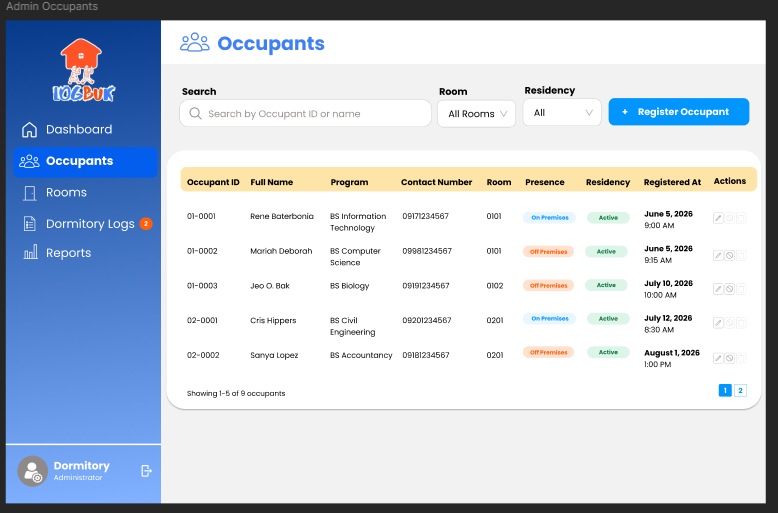 Admin Occupants
LOGBUK
Dashboard
Occupants
Rooms
Dormitory Logs 2
Reports
Dormitory
Administrator
Occupants
Search
Room
Residency
Search by Occupant ID or name
All Rooms
All
+ Register Occupant
Occupant ID Full Name Program Contact Number Room Presence Residency Registered At Actions
01-0001 Rene Baterbonia BS Information Technology 09171234567 0101 On Premises Active June 5, 2026 9:00 AM
01-0002 Mariah Deborah BS Computer Science 09981234567 0101 Off Premises Active June 5, 2026 9:15 AM
01-0003 Jeo O. Bak BS Biology 09191234567 0102 Off Premises Active July 10, 2026 10:00 AM
02-0001 Cris Hippers BS Civil Engineering 09201234567 0201 On Premises Active July 12, 2026 8:30 AM
02-0002 Sanya Lopez BS Accountancy 09181234567 0201 Off Premises Active August 1, 2026 1:00 PM
Showing 1-5 of 9 occupants
1 2